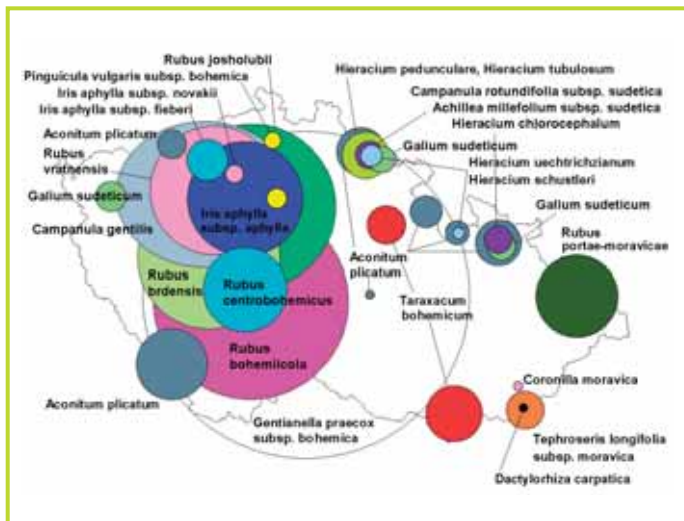 Rubus josholubii
Pinguicula vulgaris subsp. bohemica
Iris aphylla subsp. novakii
Iris aphylla subsp. fieberi
Aconitum plicatum
Rubus
vratnensis
Galium sudeticum
Campanula gentilis
Iris aphylla
subsp. aphylla
Rubus
brdensis
Rubus
centrobohemicus
Rubus
bohemiicola
Aconitum plicatum
Hieracium pedunculare, Hieracium tubulosum
Campanula rotundifolia subsp. sudetica
Achillea millefolium subsp. sudetica
Hieracium chlorocephalum
Galium sudeticum
Hieracium uechtrichzianum
Hieracium schustleri
Galium sudeticum
Rubus
portae-moravicae
Aconitum
plicatum
Taraxacum
bohemicum
Coronilla moravica
Gentianella praecox
subsp. bohemica
Tephroseris longifolia
subsp. moravica
Dactylorhiza carpatica